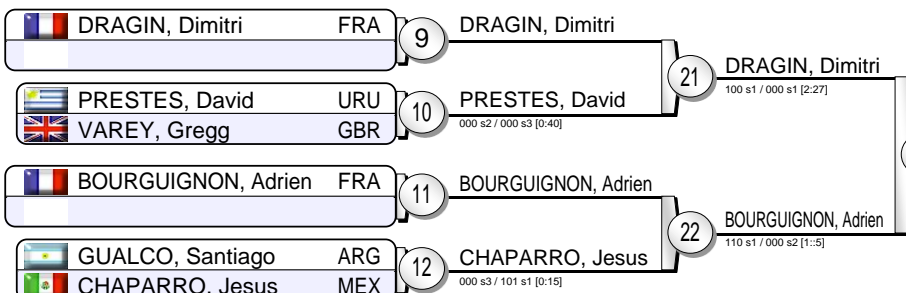 DRAGIN, Dimitri FRA
9
DRAGIN, Dimitri
21
DRAGIN, Dimitri
100 s1 / 000 s1 [2:27]
PRESTES, David URU
VAREY, Gregg GBR
10
PRESTES, David
000 s2 / 000 s3 [0:40]
BOURGUIGNON, Adrien FRA
11
BOURGUIGNON, Adrien
22
BOURGUIGNON, Adrien
110 s1 / 000 s2 [1::5]
GUALCO, Santiago ARG
CHAPARRO, Jesus MEX
12
CHAPARRO, Jesus
000 s3 / 101 s1 [0:15]